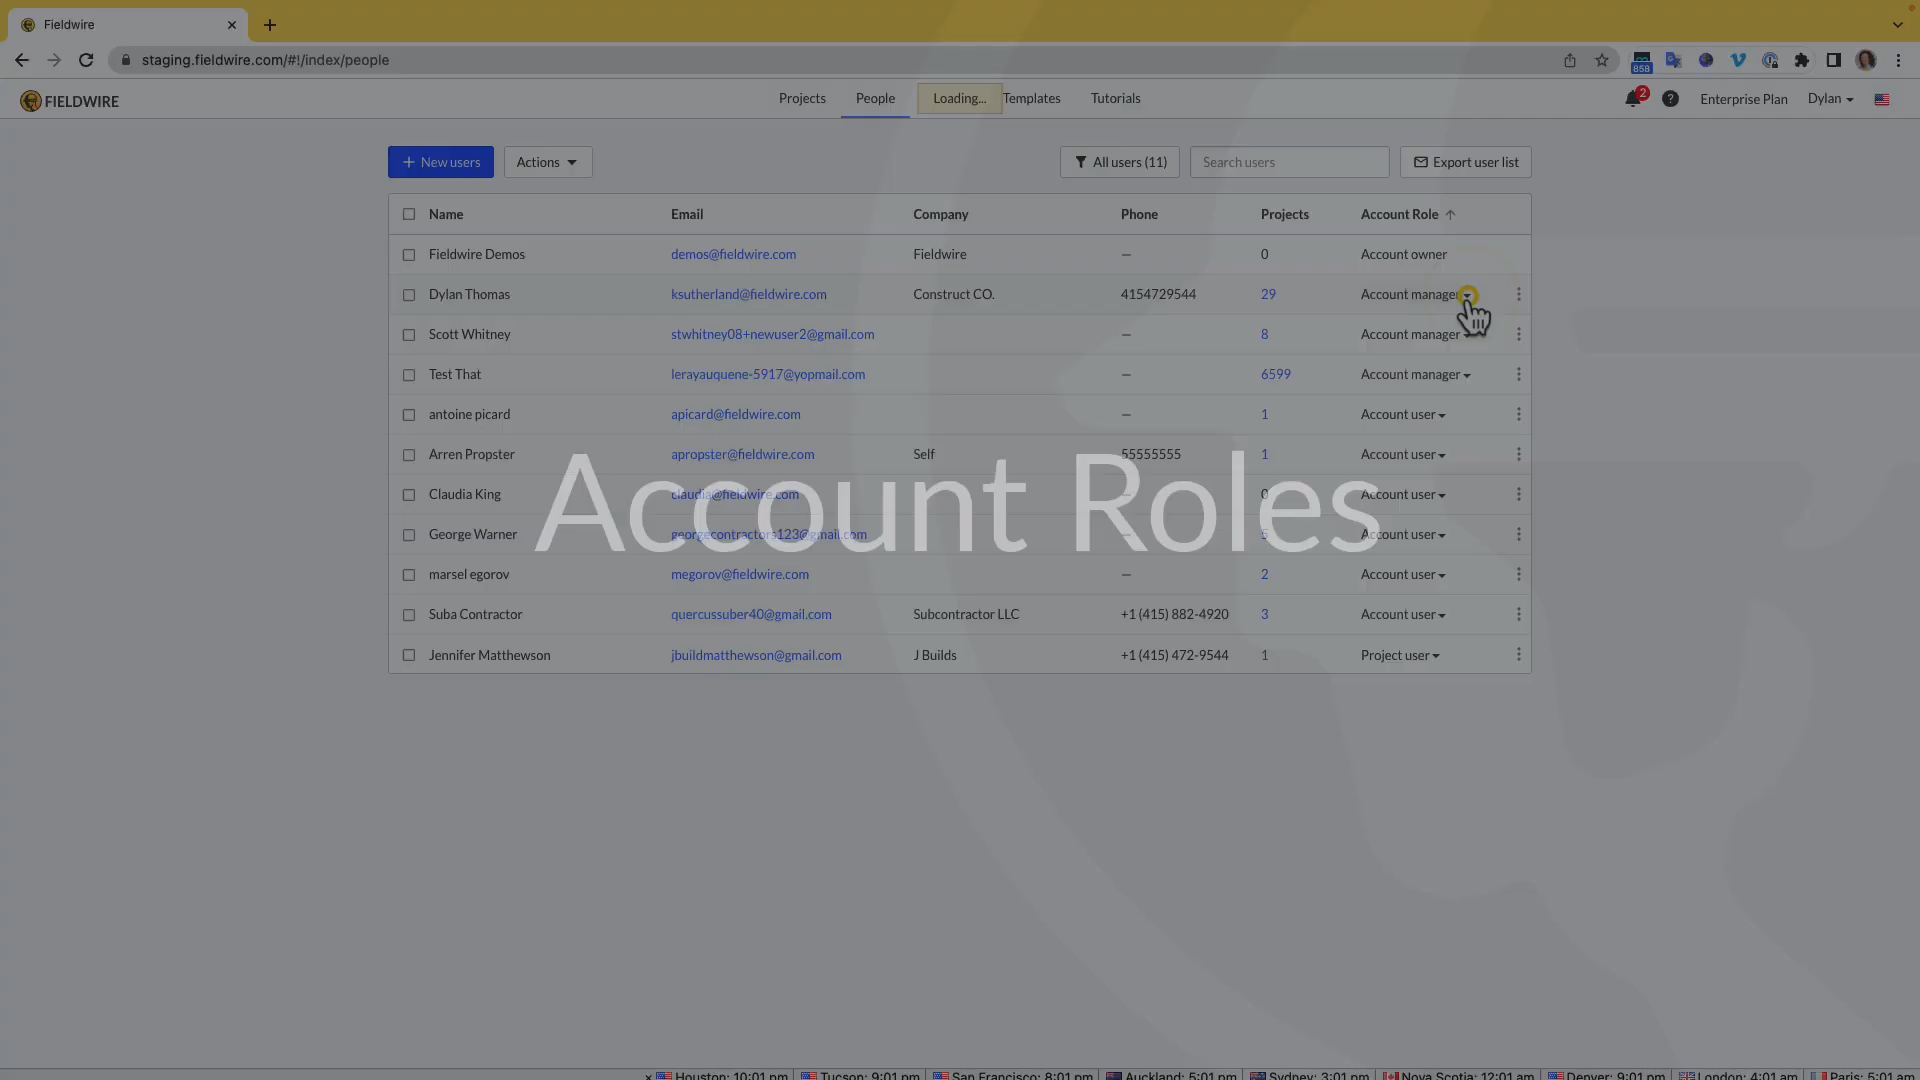 Fieldwire
staging.fieldwire.com/#!/index/people
858
FIELDWIRE
Projects
People
Loading...
Templates
Tutorials
2
Enterprise Plan
Dylan
New users
Actions
All users (11)
Search users
Export user list
Name Email Company Phone Projects Account Role
Fieldwire Demos demos@fieldwire.com Fieldwire — 0 Account owner
Dylan Thomas ksutherland@fieldwire.com Construct CO. 4154729544 29 Account manager
Scott Whitney stwhitney08+newuser2@gmail.com — 8 Account manager
Test That lerayauquene-5917@yopmail.com — 6599 Account manager
antoine picard apicard@fieldwire.com — 1 Account user
Arren Propster apropster@fieldwire.com Self 55555555 1 Account user
Claudia King claudia@fieldwire.com — 0 Account user
Account Roles
George Warner georgecontractors123@gmail.com — 5 Account user
marsel egorov megorov@fieldwire.com — 2 Account user
Suba Contractor quercussuber40@gmail.com Subcontractor LLC +1 (415) 882-4920 3 Account user
Jennifer Matthewson jbuildmatthewson@gmail.com J Builds +1 (415) 472-9544 1 Project user
Houston: 10:01 pm Tucson: 9:01 pm San Francisco: 8:01 pm Auckland: 5:01 pm Sydney: 3:01 pm Nova Scotia: 12:01 am Denver: 9:01 pm London: 4:01 am Paris: 5:01 am